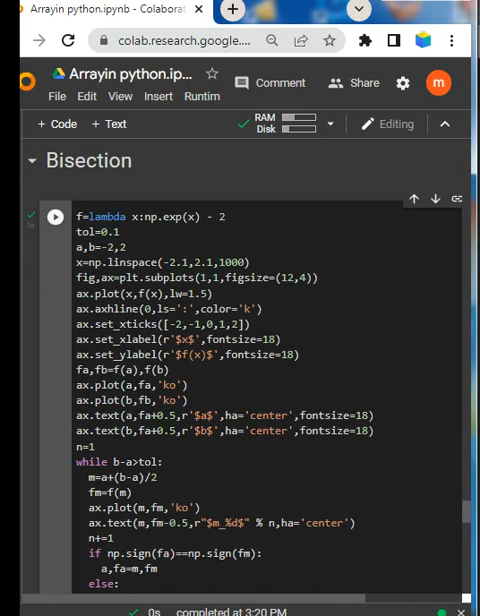 Arrayin python.ipynb - Colaborat
colab.research.google....
Arrayin python.ip...
Comment
Share
m
File Edit View Insert Runtim
+ Code + Text
RAM
Disk
Editing
Bisection
0s
f=lambda x:np.exp(x) - 2
tol=0.1
a,b=-2,2
x=np.linspace(-2.1,2.1,1000)
fig,ax=plt.subplots(1,1,figsize=(12,4))
ax.plot(x,f(x),lw=1.5)
ax.axhline(0,ls=':',color='k')
ax.set_xticks([-2,-1,0,1,2])
ax.set_xlabel(r'$x$',fontsize=18)
ax.set_ylabel(r'$f(x)$',fontsize=18)
fa,fb=f(a),f(b)
ax.plot(a,fa,'ko')
ax.plot(b,fb,'ko')
ax.text(a,fa+0.5,r'$a$',ha='center',fontsize=18)
ax.text(b,fa+0.5,r'$b$',ha='center',fontsize=18)
n=1
while b-a>tol:
  m=a+(b-a)/2
  fm=f(m)
  ax.plot(m,fm,'ko')
  ax.text(m,fm-0.5,r"$m_%d$" % n,ha='center')
  n+=1
  if np.sign(fa)==np.sign(fm):
    a,fa=m,fm
  else:
0s completed at 3:20 PM